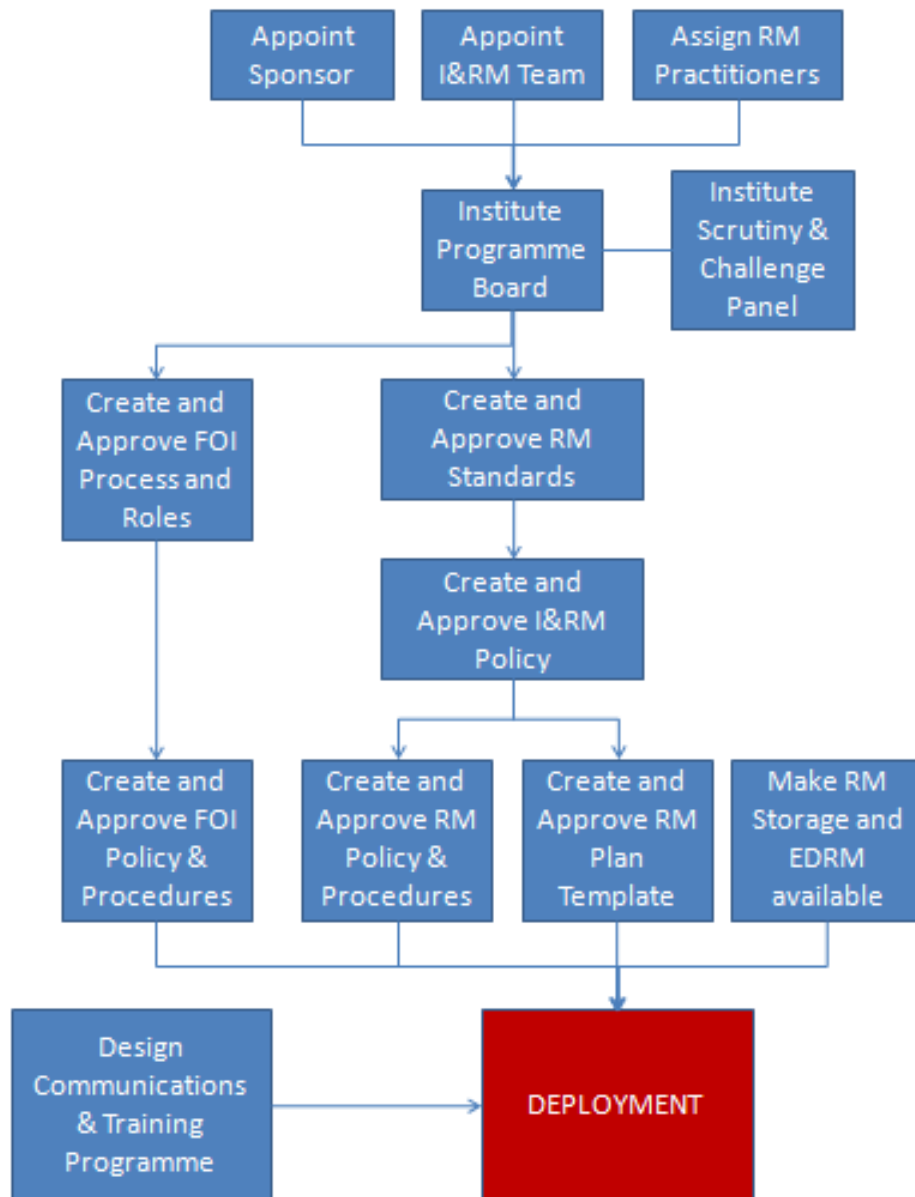 Appoint
Sponsor
Appoint
I&RM Team
Assign RM
Practitioners
Institute
Programme
Board
Institute
Scrutiny &
Challenge
Panel
Create and
Approve FOI
Process and
Roles
Create and
Approve RM
Standards
Create and
Approve I&RM
Policy
Create and
Approve FOI
Policy &
Procedures
Create and
Approve RM
Policy &
Procedures
Create and
Approve RM
Plan
Template
Make RM
Storage and
EDRM
available
Design
Communications
& Training
Programme
DEPLOYMENT